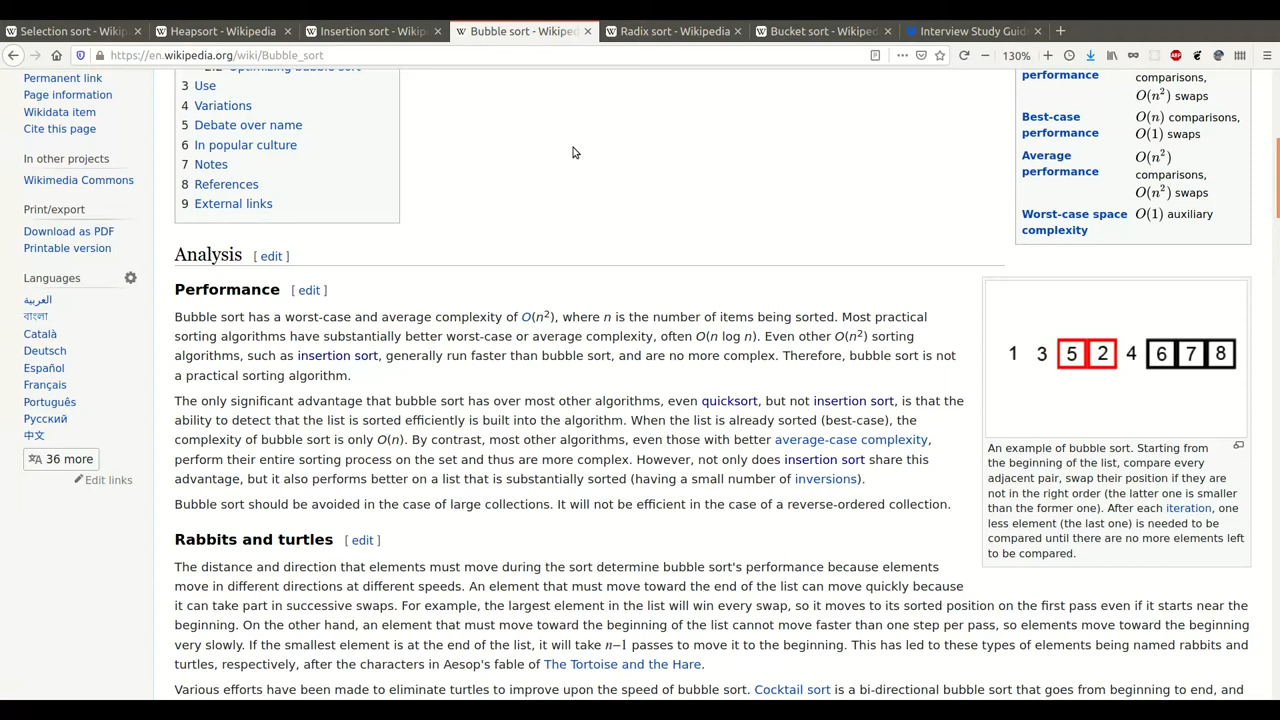 Selection sort - Wikip
Heapsort - Wikipedia
Insertion sort - Wikipe
Bubble sort - Wikiped
Radix sort - Wikipedia
Bucket sort - Wikiped
Interview Study Guid
https://en.wikipedia.org/wiki/Bubble_sort
130%
Permanent link
Page information
Wikidata item
Cite this page
In other projects
Wikimedia Commons
Print/export
Download as PDF
Printable version
Languages
العربية
বাংলা
Català
Deutsch
Español
Français
Português
Русский
中文
36 more
Edit links
2.2 Optimizing bubble sort
3 Use
4 Variations
5 Debate over name
6 In popular culture
7 Notes
8 References
9 External links
performance comparisons,
O(n²) swaps
Best-case O(n) comparisons,
performance O(1) swaps
Average O(n²)
performance comparisons,
O(n²) swaps
Worst-case space O(1) auxiliary
complexity
Analysis [ edit ]
Performance [ edit ]
Bubble sort has a worst-case and average complexity of O(n²), where n is the number of items being sorted. Most practical
sorting algorithms have substantially better worst-case or average complexity, often O(n log n). Even other O(n²) sorting
algorithms, such as insertion sort, generally run faster than bubble sort, and are no more complex. Therefore, bubble sort is not
a practical sorting algorithm.
The only significant advantage that bubble sort has over most other algorithms, even quicksort, but not insertion sort, is that the
ability to detect that the list is sorted efficiently is built into the algorithm. When the list is already sorted (best-case), the
complexity of bubble sort is only O(n). By contrast, most other algorithms, even those with better average-case complexity,
perform their entire sorting process on the set and thus are more complex. However, not only does insertion sort share this
advantage, but it also performs better on a list that is substantially sorted (having a small number of inversions).
Bubble sort should be avoided in the case of large collections. It will not be efficient in the case of a reverse-ordered collection.
1 3 5 2 4 6 7 8
An example of bubble sort. Starting from
the beginning of the list, compare every
adjacent pair, swap their position if they are
not in the right order (the latter one is smaller
than the former one). After each iteration, one
less element (the last one) is needed to be
compared until there are no more elements left
to be compared.
Rabbits and turtles [ edit ]
The distance and direction that elements must move during the sort determine bubble sort's performance because elements
move in different directions at different speeds. An element that must move toward the end of the list can move quickly because
it can take part in successive swaps. For example, the largest element in the list will win every swap, so it moves to its sorted position on the first pass even if it starts near the
beginning. On the other hand, an element that must move toward the beginning of the list cannot move faster than one step per pass, so elements move toward the beginning
very slowly. If the smallest element is at the end of the list, it will take n−1 passes to move it to the beginning. This has led to these types of elements being named rabbits and
turtles, respectively, after the characters in Aesop's fable of The Tortoise and the Hare.
Various efforts have been made to eliminate turtles to improve upon the speed of bubble sort. Cocktail sort is a bi-directional bubble sort that goes from beginning to end, and